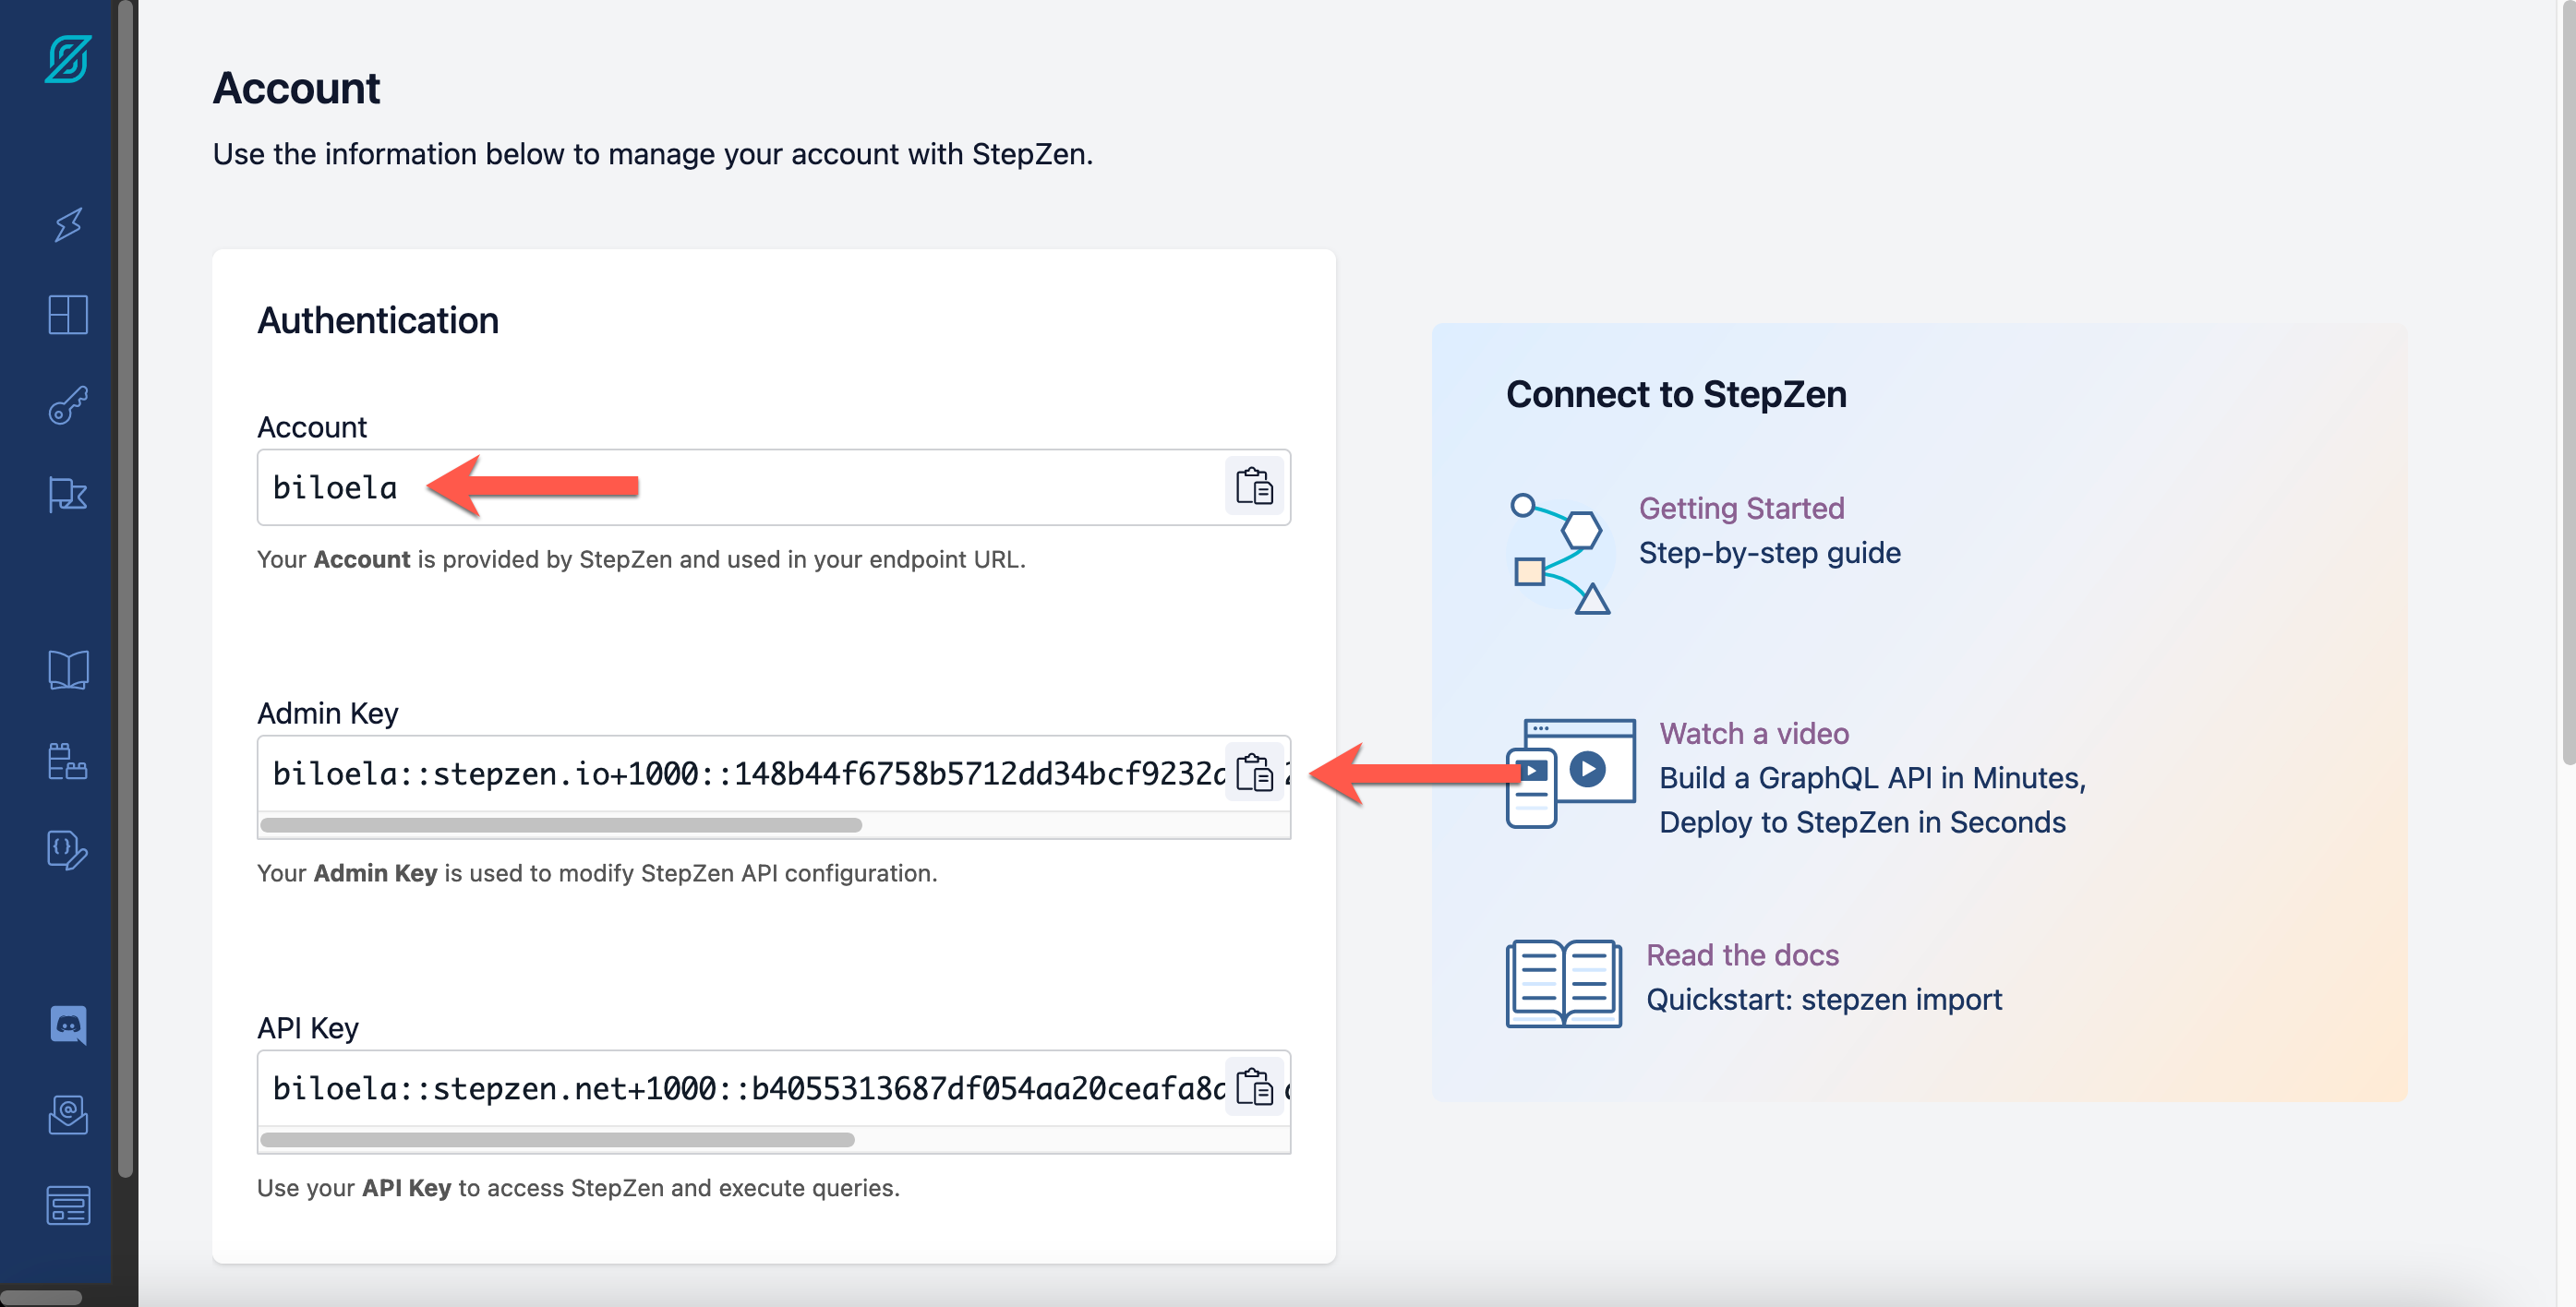 Account
Use the information below to manage your account with StepZen.
Authentication
Account
biloela
Your Account is provided by StepZen and used in your endpoint URL.
Admin Key
biloela::stepzen.io+1000::148b44f6758b5712dd34bcf9232
Your Admin Key is used to modify StepZen API configuration.
API Key
biloela::stepzen.net+1000::b4055313687df054aa20ceafa8
Use your API Key to access StepZen and execute queries.
Connect to StepZen
Getting Started
Step-by-step guide
Watch a video
Build a GraphQL API in Minutes,
Deploy to StepZen in Seconds
Read the docs
Quickstart: stepzen import